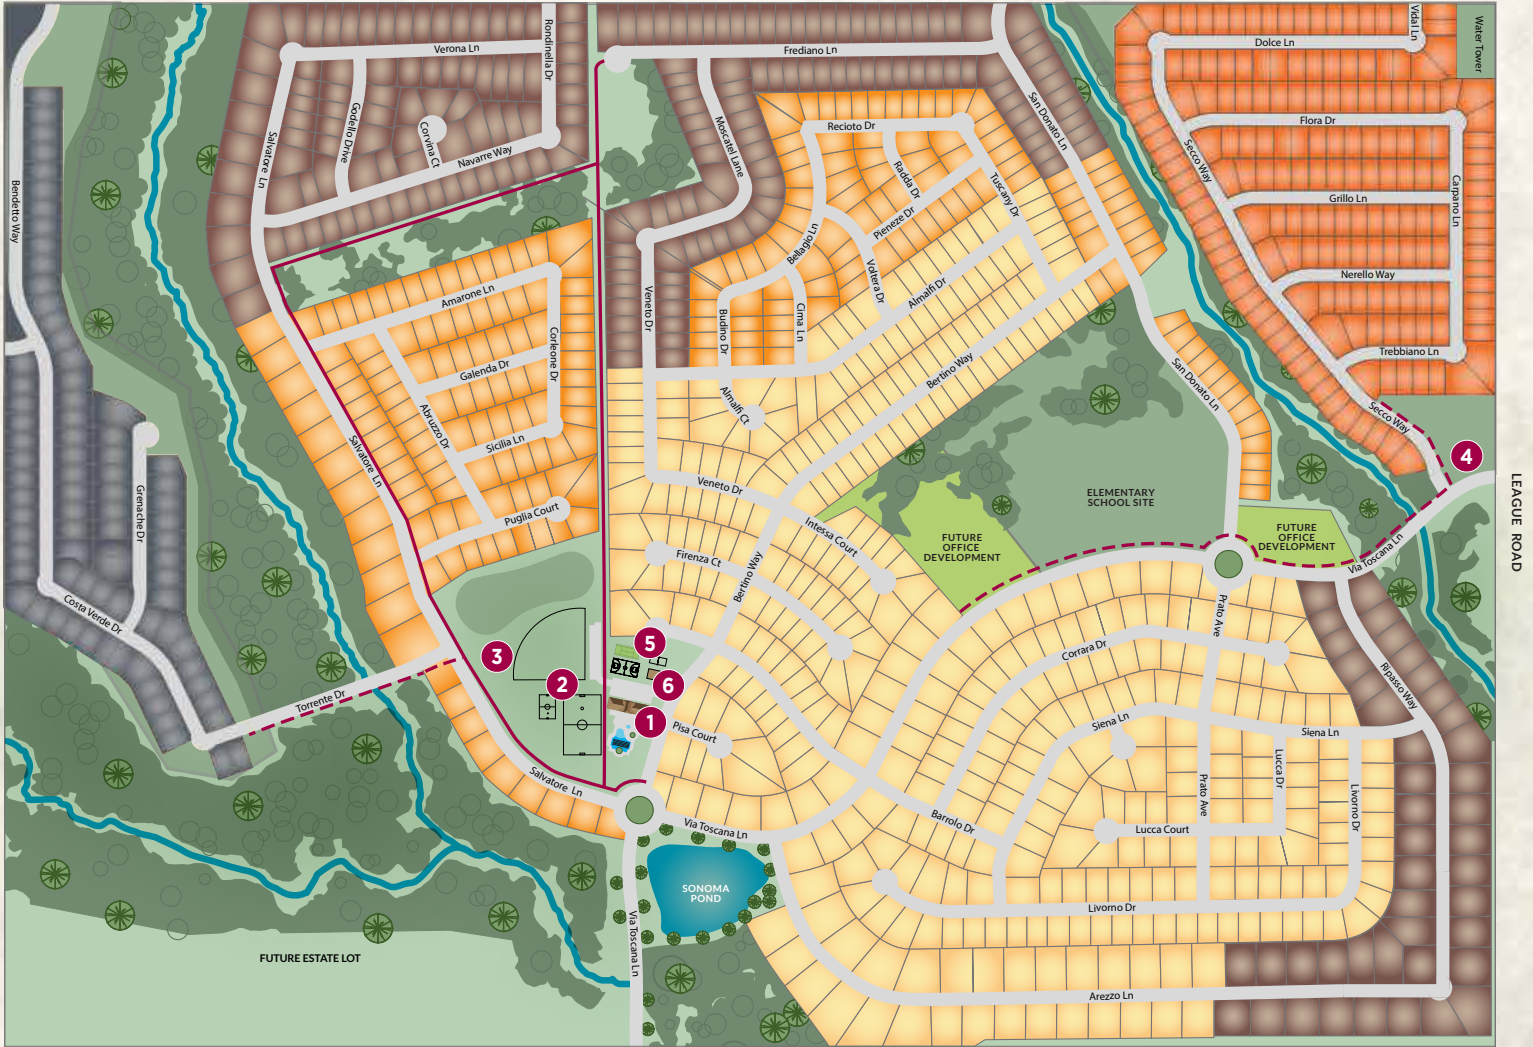 Verona Ln
Rondinella Dr
Frediano Ln
Vidal Ln
Dolce Ln
Water Tower
Bendetto Way
Salvatore Ln
Godello Drive
Corvina Ct
Navarre Way
Moscatel Lane
Recioto Dr
San Donato Ln
Flora Dr
Secco Way
Radda Dr
Tuscany Dr
Pieneze Dr
Carpano Ln
Grillo Ln
Bellagio Ln
Voltera Dr
Nerello Way
Amarone Ln
Veneto Dr
Almalfi Dr
Budino Dr
Cima Ln
Corleone Dr
Trebbiano Ln
Galenda Dr
Bertino Way
San Donato Ln
Almalfi Ct
Abruzzo Dr
Secco Way
Salvatore Ln
Sicilia Ln
4
LEAGUE ROAD
Grenache Dr
Veneto Dr
ELEMENTARY
SCHOOL SITE
Puglia Court
Intessa Court
FUTURE
OFFICE
DEVELOPMENT
FUTURE
OFFICE
DEVELOPMENT
Via Toscana Ln
Firenza Ct
Bertino Way
Costa Verde Dr
Prato Ave
Corrara Dr
5
3
2
6
Ripasso Way
Torrente Dr
1
Pisa Court
Siena Ln
Siena Ln
Lucca Dr
Prato Ave
Livorno Dr
Salvatore Ln
Via Toscana Ln
Barrolo Dr
Lucca Court
SONOMA
POND
Livorno Dr
Via Toscana Ln
FUTURE ESTATE LOT
Arezzo Ln